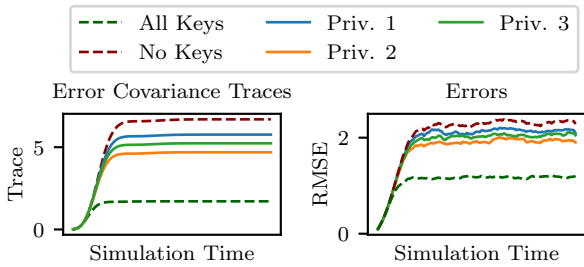 All Keys Priv. 1 Priv. 3
No Keys Priv. 2
Error Covariance Traces
Trace
5
0
Simulation Time
Errors
RMSE
2
0
Simulation Time